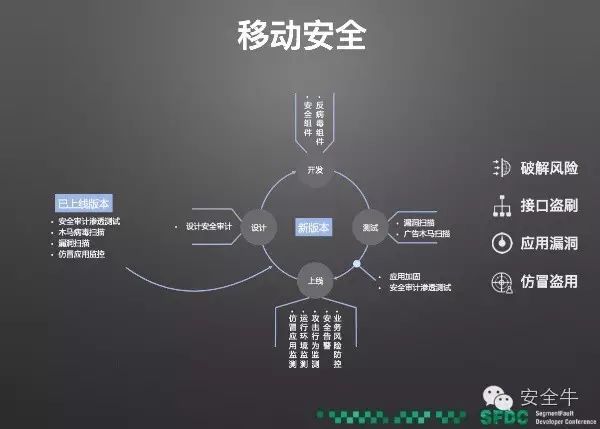 移动安全
安全组件
反病毒组件
开发
已上线版本
安全审计渗透测试
木马病毒扫描
漏洞扫描
仿冒应用监控
设计安全审计
设计
新版本
测试
漏洞扫描
广告木马扫描
应用加固
安全审计渗透测试
上线
仿冒应用监测
运行环境监测
攻击行为监测
安全告警
业务风险防控
破解风险
接口盗刷
应用漏洞
仿冒盗用
安全牛
SFDC
SegmentFault
Developer Conference